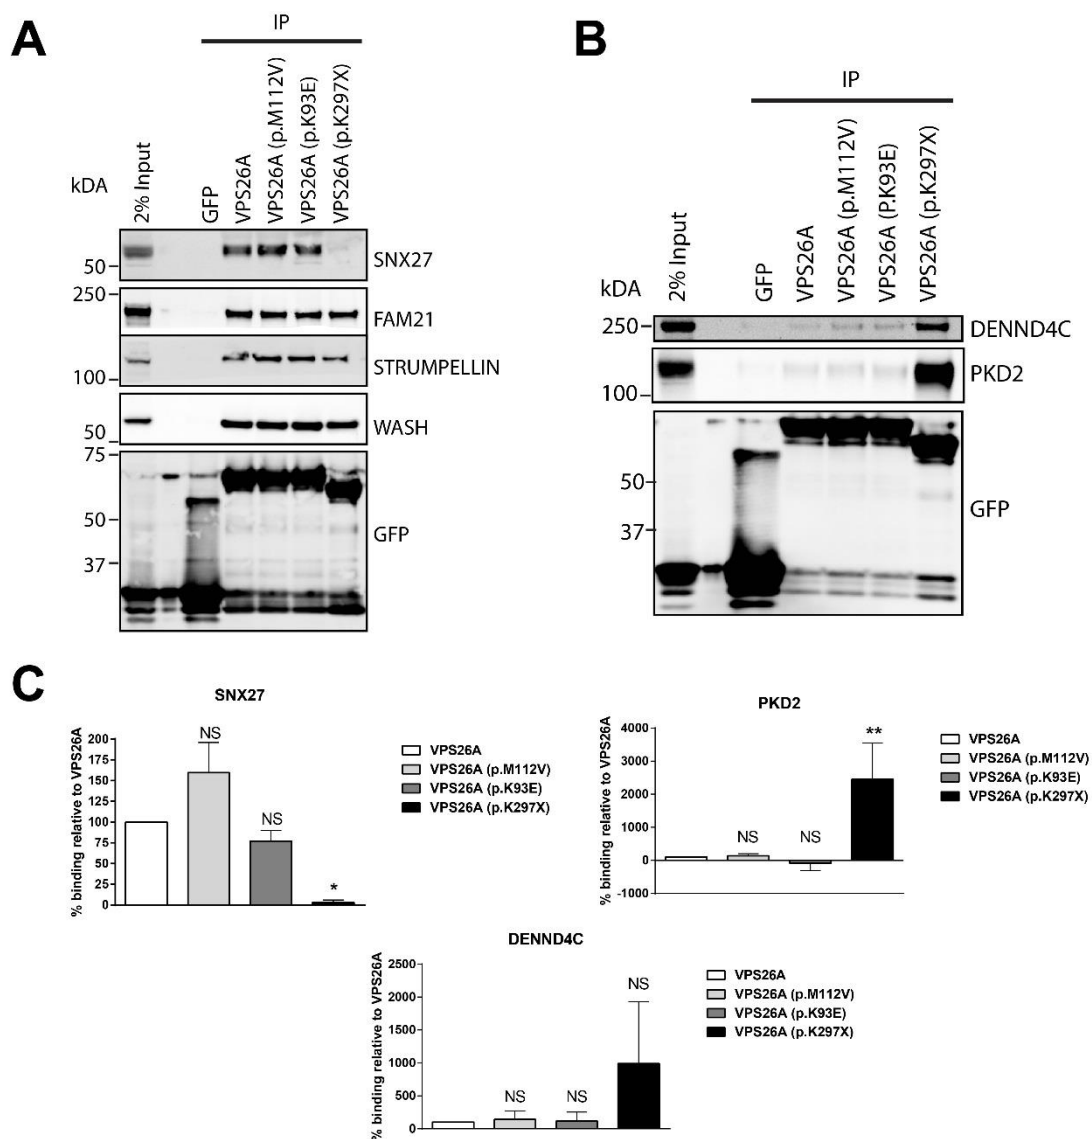 A
IP
kDA
2% Input
GFP
VPS26A
VPS26A (p.M112V)
VPS26A (p.K93E)
VPS26A (p.K297X)
50
SNX27
250
FAM21
100
STRUMPELLIN
50
WASH
75
50
37
GFP
B
IP
kDA
2% Input
GFP
VPS26A
VPS26A (p.M112V)
VPS26A (P.K93E)
VPS26A (p.K297X)
250
DENND4C
100
PKD2
50
37
GFP
C
SNX27
% binding relative to VPS26A
200
175
150
125
100
75
50
25
0
NS
NS
*
VPS26A
VPS26A (p.M112V)
VPS26A (p.K93E)
VPS26A (p.K297X)
PKD2
% binding relative to VPS26A
4000
3000
2000
1000
0
-1000
NS
NS
**
VPS26A
VPS26A (p.M112V)
VPS26A (p.K93E)
VPS26A (p.K297X)
DENND4C
% binding relative to VPS26A
2500
2000
1500
1000
500
0
NS
NS
NS
VPS26A
VPS26A (p.M112V)
VPS26A (p.K93E)
VPS26A (p.K297X)